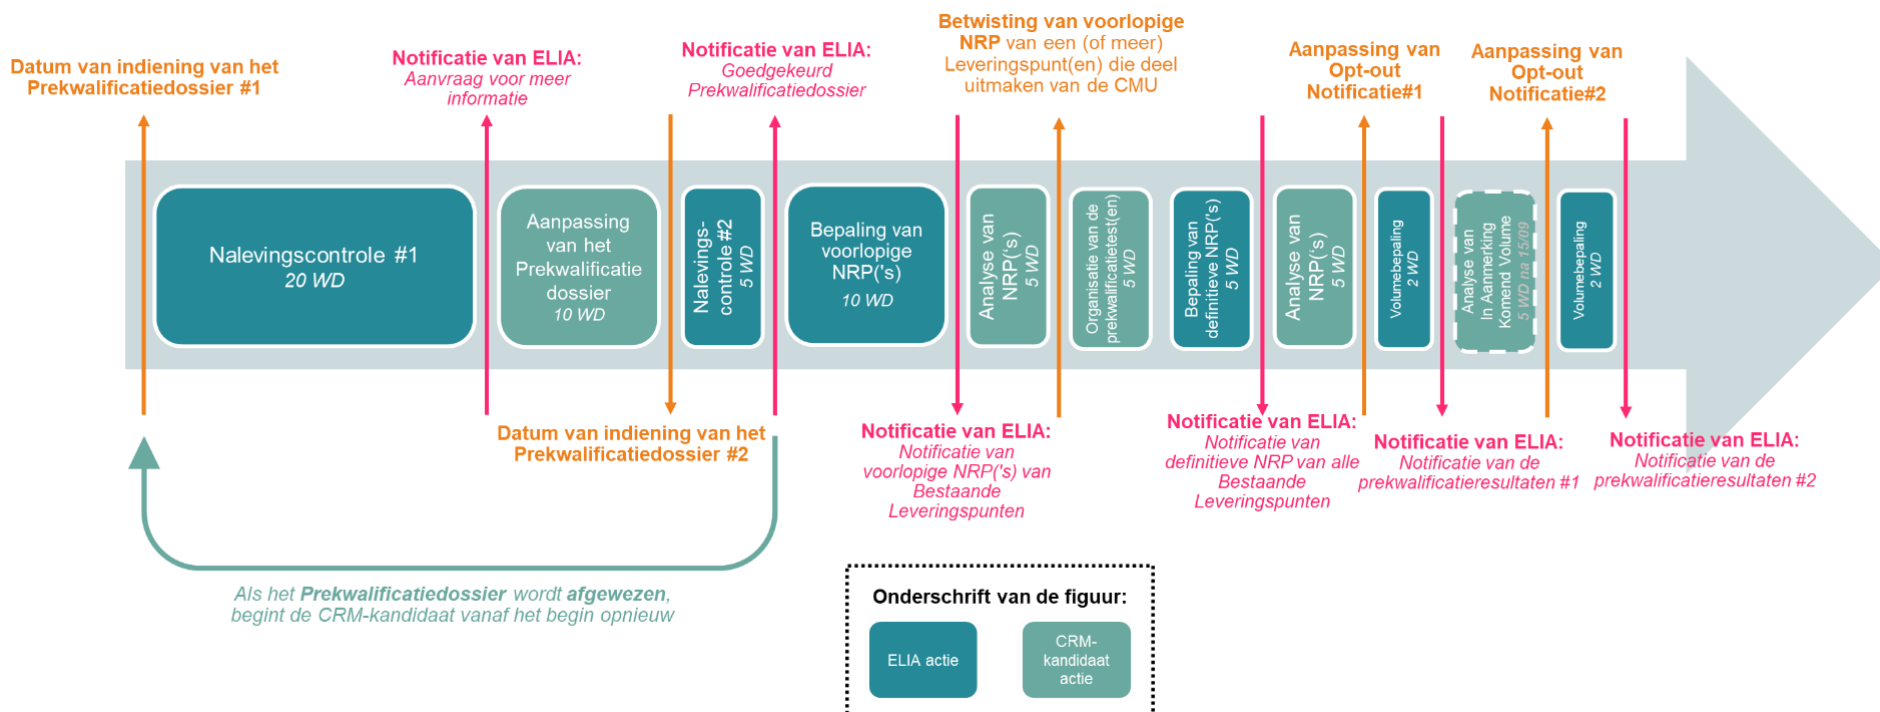 Datum van indiening van het
Prekwalificatiedossier #1
Notificatie van ELIA:
Aanvraag voor meer
informatie
Notificatie van ELIA:
Goedgekeurd
Prekwalificatiedossier
Betwisting van voorlopige
NRP van een (of meer)
Leveringspunt(en) die deel
uitmaken van de CMU
Aanpassing van
Opt-out
Notificatie#1
Aanpassing van
Opt-out
Notificatie#2
Nalevingscontrole #1
20 WD
Aanpassing
van het
Prekwalificatie
dossier
10 WD
Nalevings-
controle #2
5 WD
Bepaling van
voorlopige
NRP('s)
10 WD
Analyse van
NRP('s)
5 WD
Organisatie van de
prekwalificatietest(en)
5 WD
Bepaling van
definitieve NRP('s)
5 WD
Analyse van
NRP('s)
5 WD
Volumebepaling
2 WD
Analyse van
In Aanmerking
Komend Volume
5 WD na 15/09
Volumebepaling
2 WD
Datum van indiening van het
Prekwalificatiedossier #2
Notificatie van ELIA:
Notificatie van
voorlopige NRP('s) van
Bestaande
Leveringspunten
Notificatie van ELIA:
Notificatie van
definitieve NRP van alle
Bestaande
Leveringspunten
Notificatie van ELIA:
Notificatie van de
prekwalificatieresultaten #1
Notificatie van ELIA:
Notificatie van de
prekwalificatieresultaten #2
Als het Prekwalificatiedossier wordt afgewezen,
begint de CRM-kandidaat vanaf het begin opnieuw
Onderschrift van de figuur:
ELIA actie
CRM-
kandidaat
actie